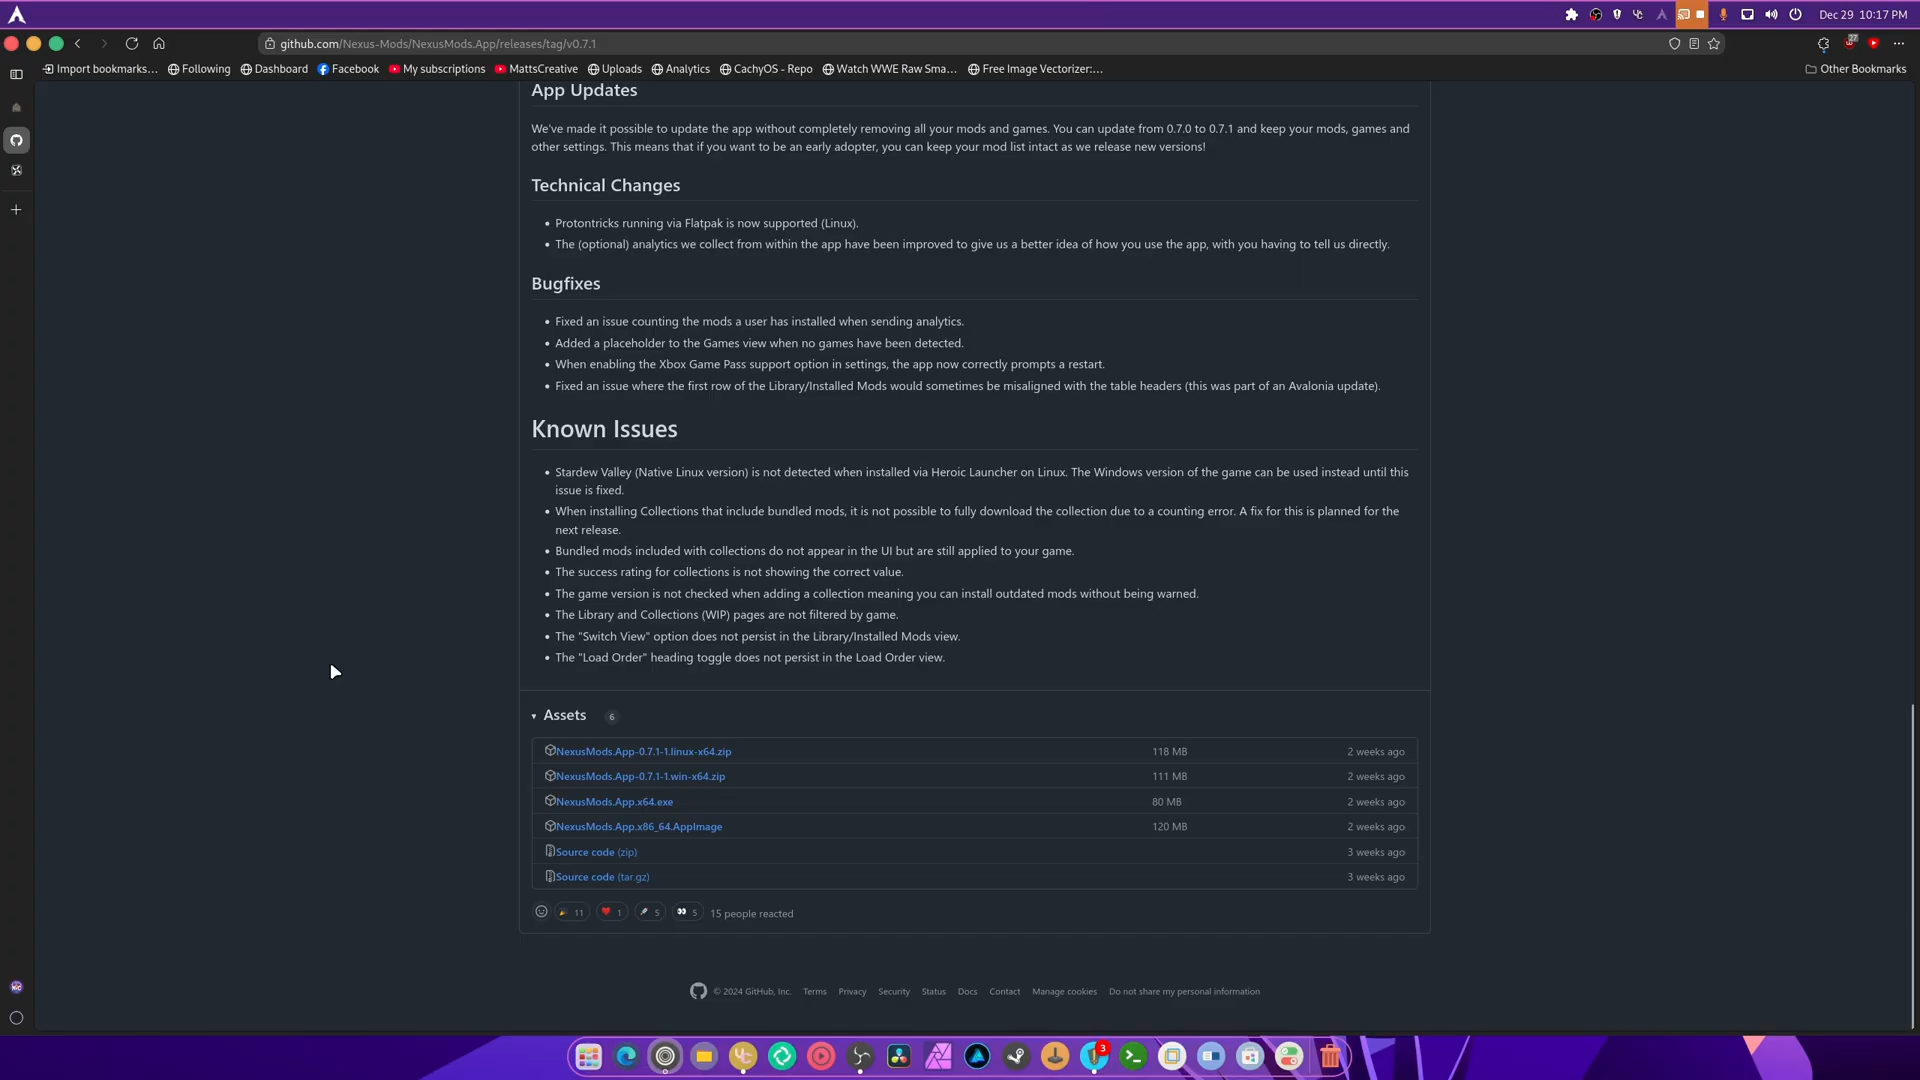 Dec 29 10:17 PM
github.com/Nexus-Mods/NexusMods.App/releases/tag/v0.7.1
27
Import bookmarks...
Following
Dashboard
Facebook
My subscriptions
MattsCreative
Uploads
Analytics
CachyOS - Repo
Watch WWE Raw Sma...
Free Image Vectorizer:...
Other Bookmarks
App Updates
We've made it possible to update the app without completely removing all your mods and games. You can update from 0.7.0 to 0.7.1 and keep your mods, games and
other settings. This means that if you want to be an early adopter, you can keep your mod list intact as we release new versions!
Technical Changes
• Protontricks running via Flatpak is now supported (Linux).
• The (optional) analytics we collect from within the app have been improved to give us a better idea of how you use the app, with you having to tell us directly.
Bugfixes
• Fixed an issue counting the mods a user has installed when sending analytics.
• Added a placeholder to the Games view when no games have been detected.
• When enabling the Xbox Game Pass support option in settings, the app now correctly prompts a restart.
• Fixed an issue where the first row of the Library/Installed Mods would sometimes be misaligned with the table headers (this was part of an Avalonia update).
Known Issues
• Stardew Valley (Native Linux version) is not detected when installed via Heroic Launcher on Linux. The Windows version of the game can be used instead until this
issue is fixed.
• When installing Collections that include bundled mods, it is not possible to fully download the collection due to a counting error. A fix for this is planned for the
next release.
• Bundled mods included with collections do not appear in the UI but are still applied to your game.
• The success rating for collections is not showing the correct value.
• The game version is not checked when adding a collection meaning you can install outdated mods without being warned.
• The Library and Collections (WIP) pages are not filtered by game.
• The "Switch View" option does not persist in the Library/Installed Mods view.
• The "Load Order" heading toggle does not persist in the Load Order view.
Assets 6
NexusMods.App-0.7.1-1.linux-x64.zip 118 MB 2 weeks ago
NexusMods.App-0.7.1-1.win-x64.zip 111 MB 2 weeks ago
NexusMods.App.x64.exe 80 MB 2 weeks ago
NexusMods.App.x86_64.AppImage 120 MB 2 weeks ago
Source code (zip) 3 weeks ago
Source code (tar.gz) 3 weeks ago
11 1 5 5 15 people reacted
© 2024 GitHub, Inc. Terms Privacy Security Status Docs Contact Manage cookies Do not share my personal information
3